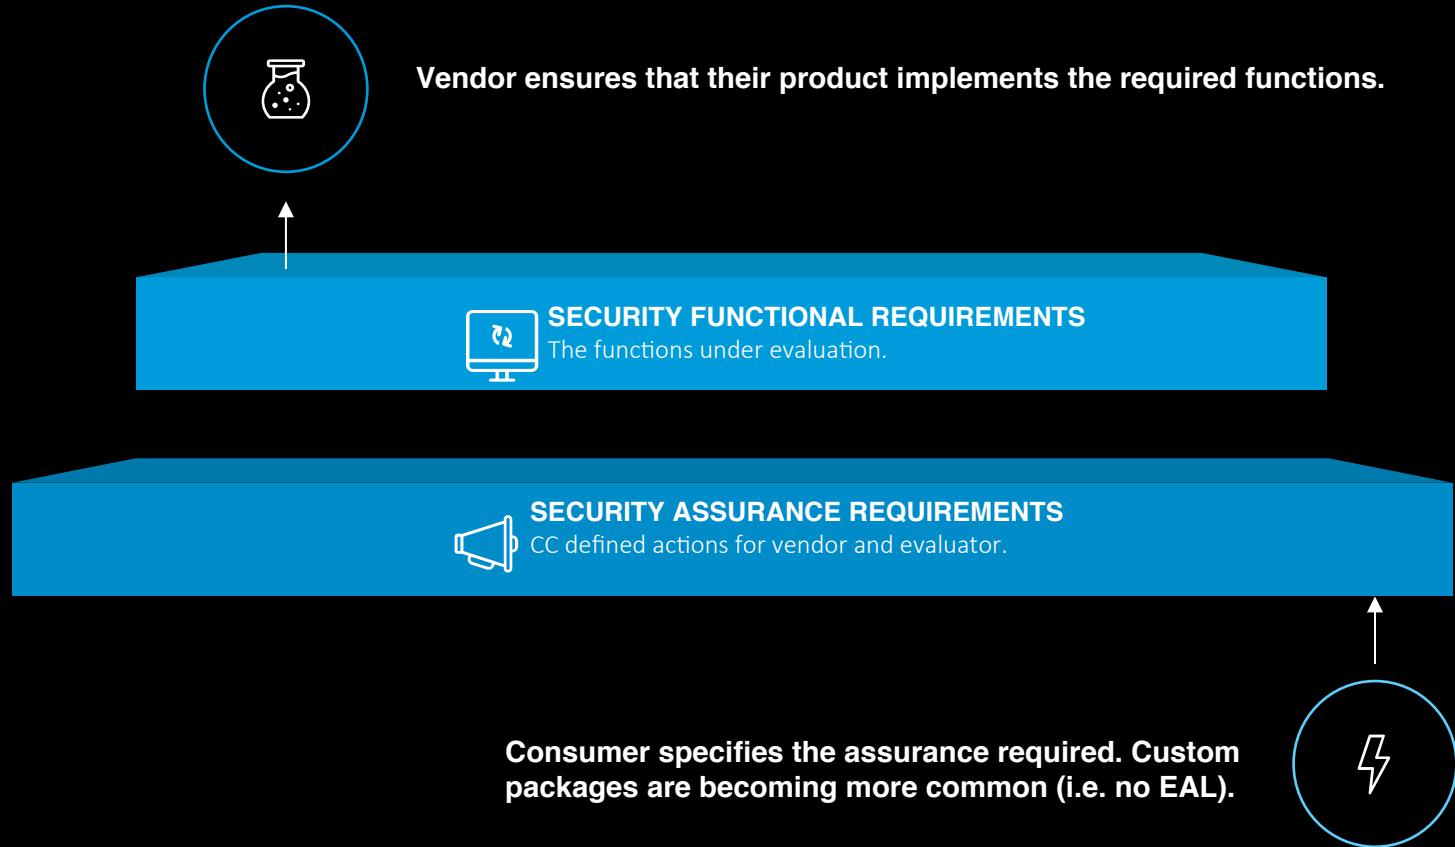 Vendor ensures that their product implements the required functions.
SECURITY FUNCTIONAL REQUIREMENTS
The functions under evaluation.
SECURITY ASSURANCE REQUIREMENTS
CC defined actions for vendor and evaluator.
Consumer specifies the assurance required. Custom
packages are becoming more common (i.e. no EAL).